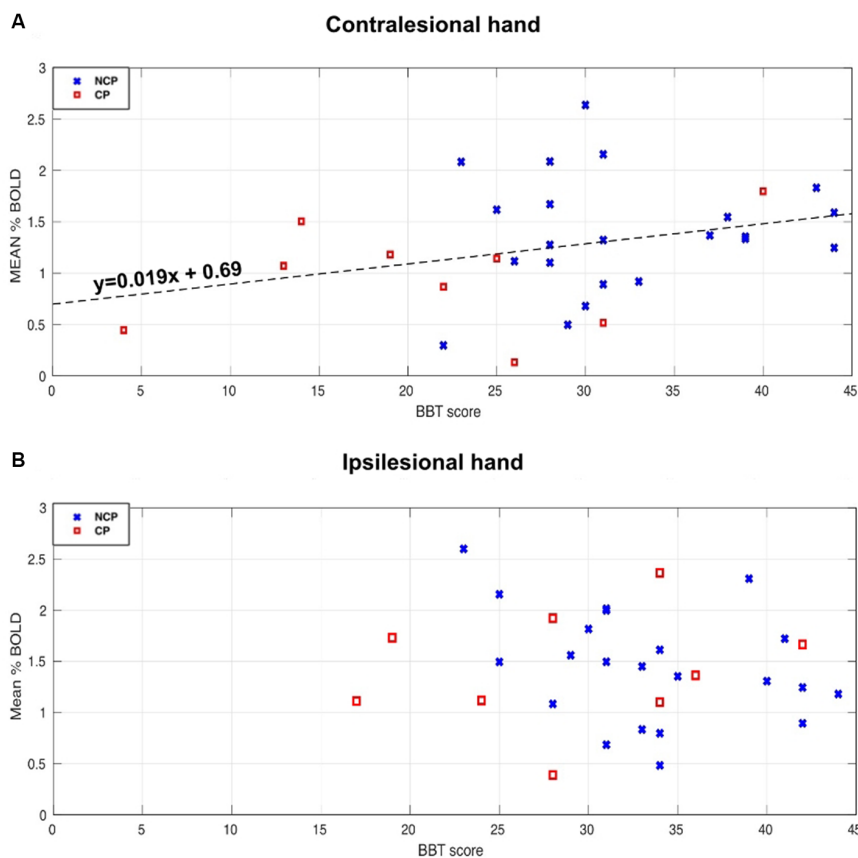 A
Contralesional hand
NCP
CP
3
2.5
2
1.5
1
0.5
0
MEAN % BOLD
y=0.019x + 0.69
0 5 10 15 20 25 30 35 40 45
BBT score
B
Ipsilesional hand
NCP
CP
3
2.5
2
1.5
1
0.5
0
Mean % BOLD
0 5 10 15 20 25 30 35 40 45
BBT score